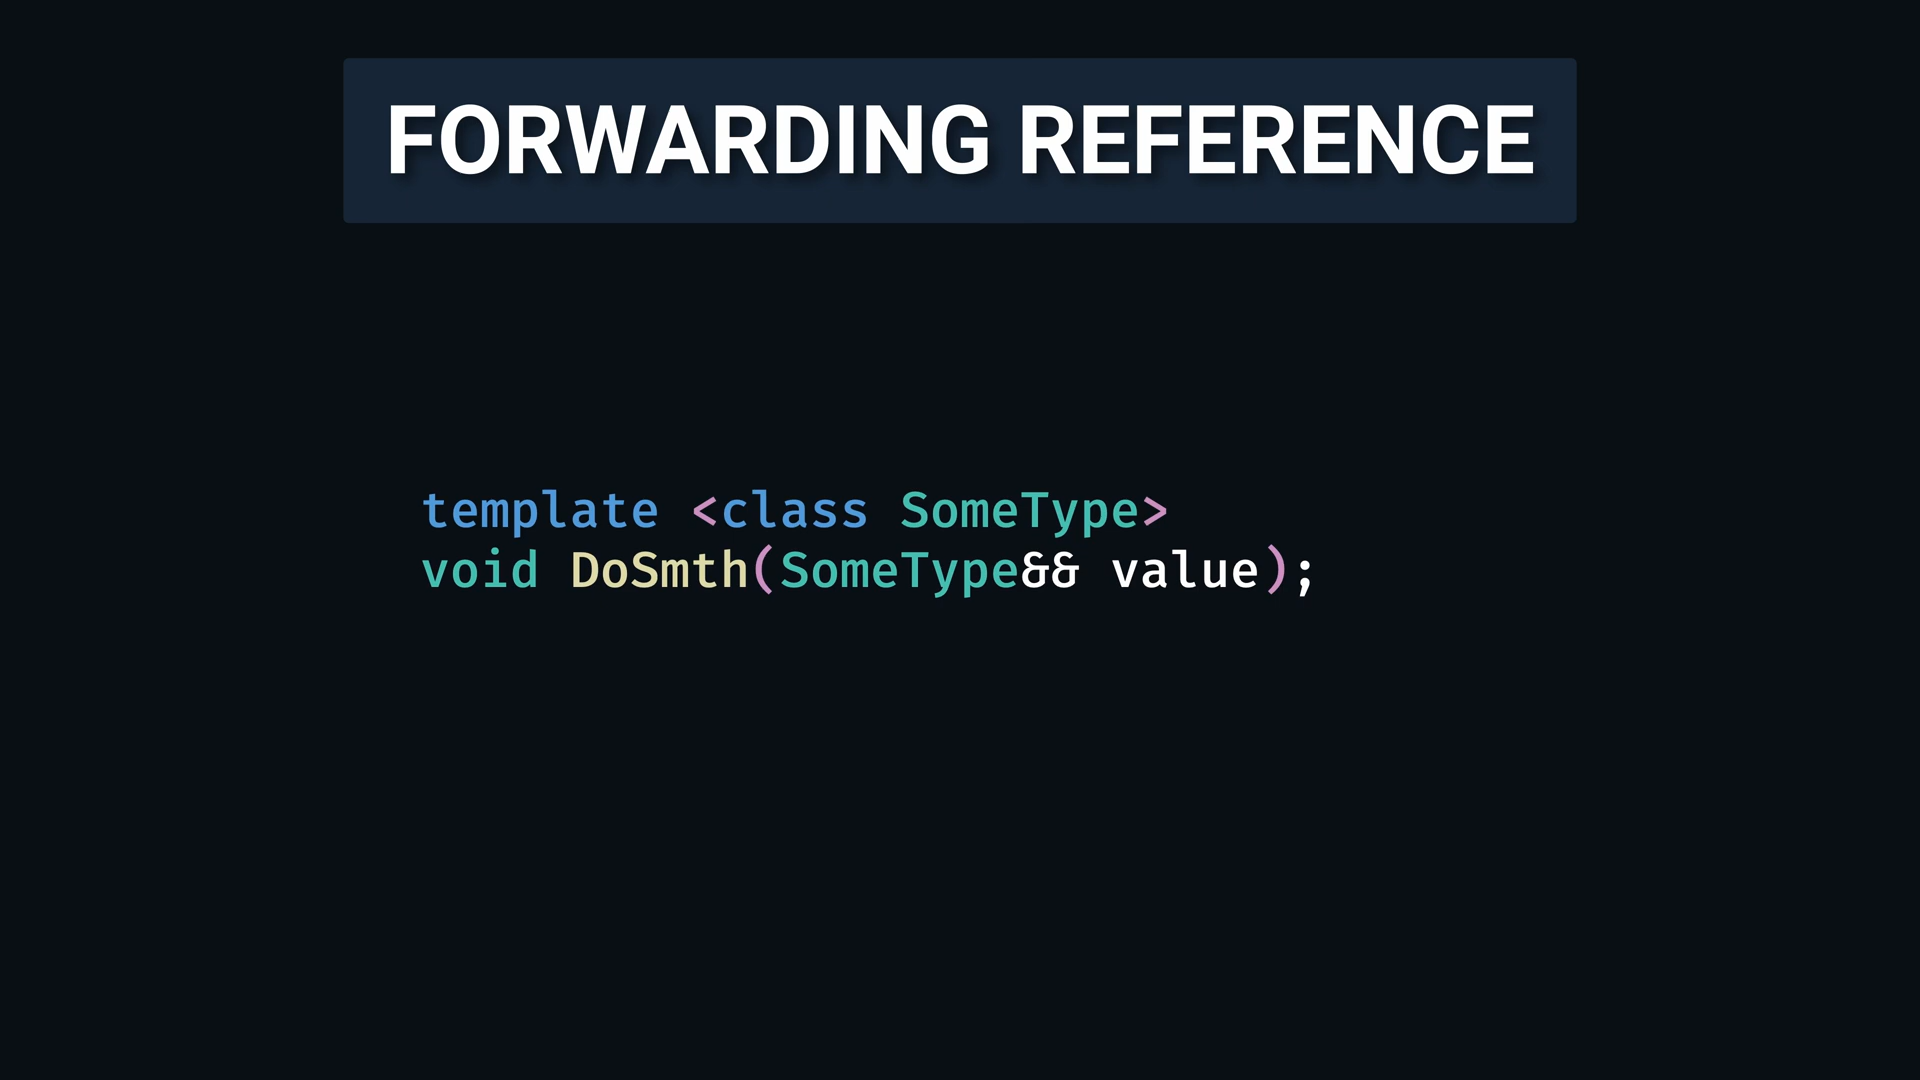 FORWARDING REFERENCE
template <class SomeType>
void DoSmth(SomeType&& value);